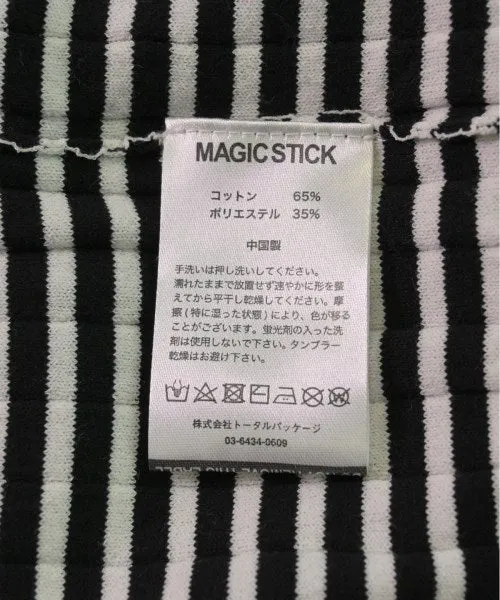 MAGIC STICK
コットン 65%
ポリエステル 35%
中国製
手洗いは押し洗いしてください。
濡れたまま放置せず速やかに形を整
えてから平干し乾燥してください。摩
擦(特に湿った状態)により、色が移る
ことがございます。蛍光剤の入った洗
剤は使用しないで下さい。タンブラー
乾燥はお避け下さい。
株式会社トータルパッケージ
03-6434-0609
REMOVE THIS LABEL